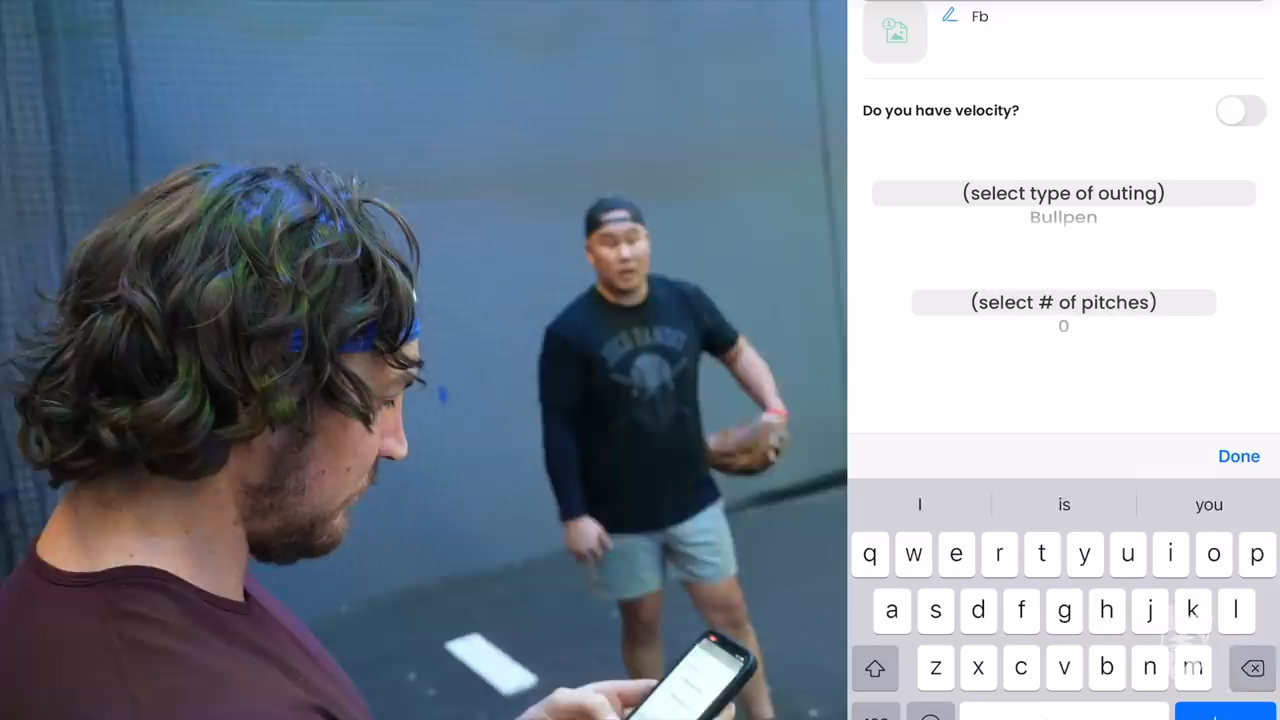 Fb
Do you have velocity?
(select type of outing)
Bullpen
(select # of pitches)
0
Done
I is you
q w e r t y u i o p
a s d f g h j k l
z x c v b n m